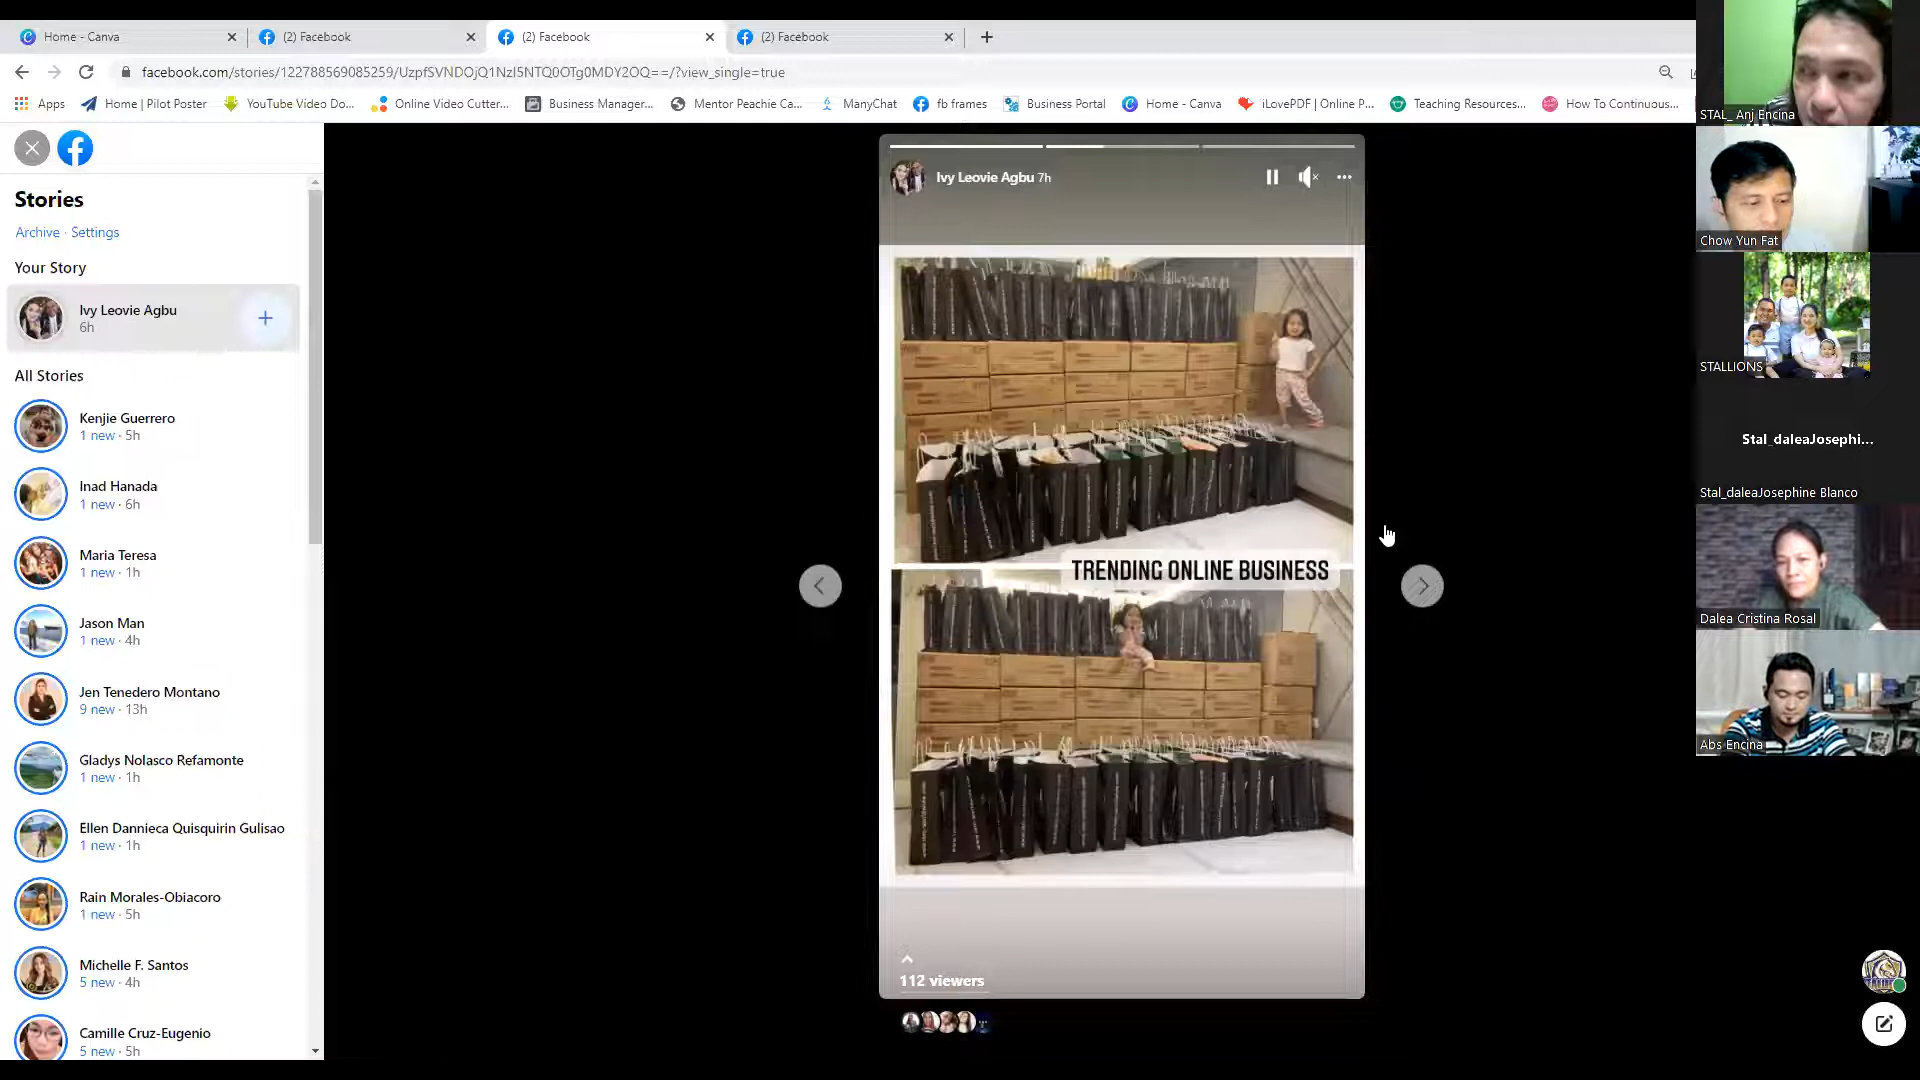 Home - Canva
(2) Facebook
(2) Facebook
(2) Facebook
facebook.com/stories/122788569085259/UzpfSVNDOjQ1NzI5NTQ0OTg0MDY2OQ==/?view_single=true
Apps
Home | Pilot Poster
YouTube Video Do...
Online Video Cutter...
Business Manager...
Mentor Peachie Ca...
ManyChat
fb frames
Business Portal
Home - Canva
iLovePDF | Online P...
Teaching Resources...
How To Continuous...
Stories
Archive · Settings
Your Story
Ivy Leovie Agbu
6h
All Stories
Kenjie Guerrero
1 new · 5h
Inad Hanada
1 new · 6h
Maria Teresa
1 new · 1h
Jason Man
1 new · 4h
Jen Tenedero Montano
9 new · 13h
Gladys Nolasco Refamonte
1 new · 1h
Ellen Dannieca Quisquirin Gulisao
1 new · 1h
Rain Morales-Obiacoro
1 new · 5h
Michelle F. Santos
5 new · 4h
Camille Cruz-Eugenio
5 new · 5h
Ivy Leovie Agbu 7h
TRENDING ONLINE BUSINESS
112 viewers
STAL_ Anj Encina
Chow Yun Fat
STALLIONS
Stal_daleaJosephi...
Stal_daleaJosephine Blanco
Dalea Cristina Rosal
Abs Encina